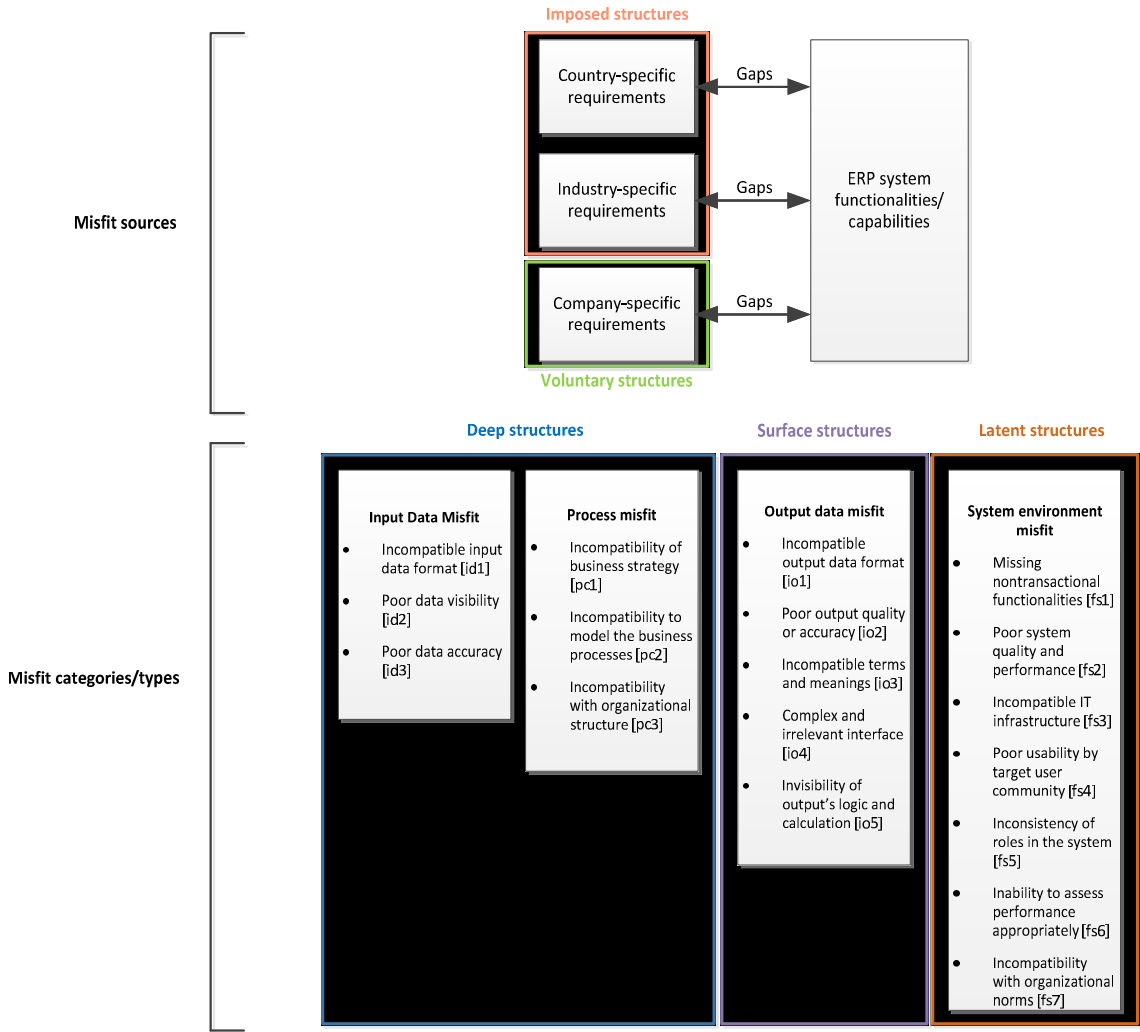 Imposed structures
Country-specific
requirements
Gaps
Industry-specific
requirements
Gaps
ERP system
functionalities/
capabilities
Misfit sources
Company-specific
requirements
Gaps
Voluntary structures
Deep structures
Surface structures
Latent structures
Misfit categories/types
Input Data Misfit
• Incompatible input
data format [id1]
• Poor data visibility
[id2]
• Poor data accuracy
[id3]
Process misfit
• Incompatibility of
business strategy
[pc1]
• Incompatibility to
model the business
processes [pc2]
• Incompatibility
with organizational
structure [pc3]
Output data misfit
• Incompatible
output data format
[io1]
• Poor output quality
or accuracy [io2]
• Incompatible terms
and meanings [io3]
• Complex and
irrelevant interface
[io4]
• Invisibility of
output's logic and
calculation [io5]
System environment
misfit
• Missing
nontransactional
functionalities [fs1]
• Poor system
quality and
performance [fs2]
• Incompatible IT
infrastructure [fs3]
• Poor usability by
target user
community [fs4]
• Inconsistency of
roles in the system
[fs5]
• Inability to assess
performance
appropriately [fs6]
• Incompatibility
with organizational
norms [fs7]